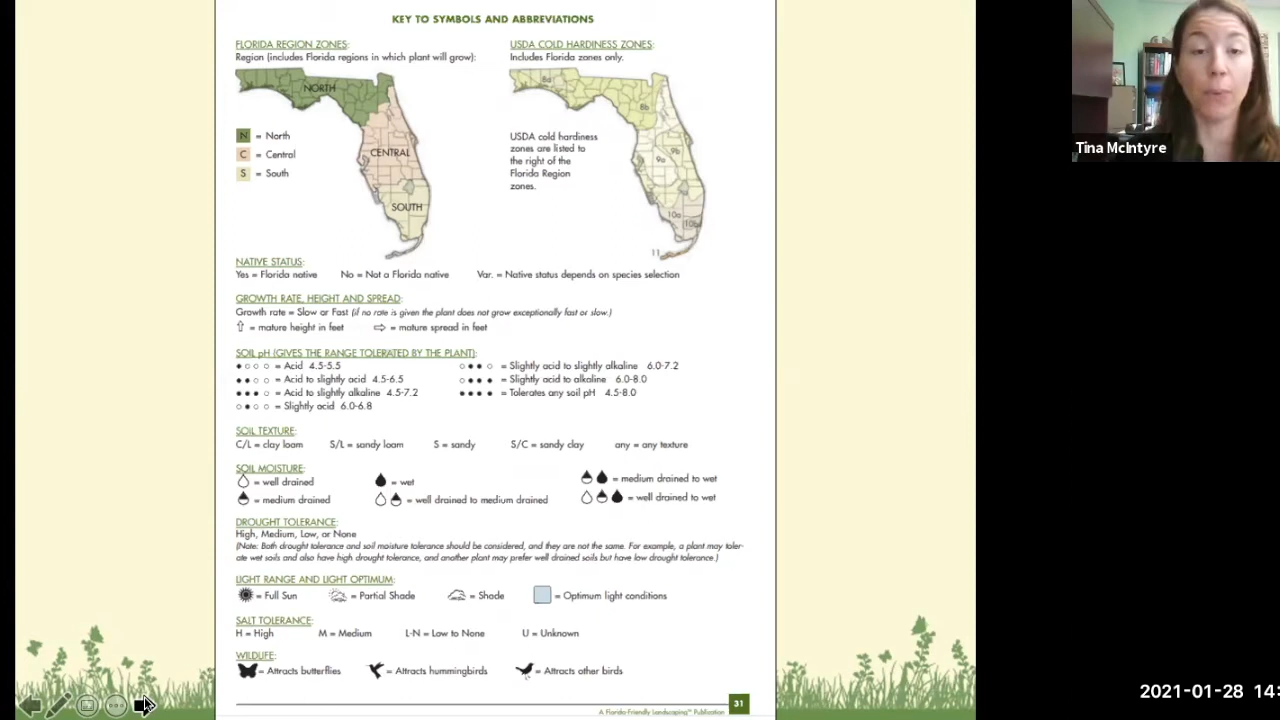 KEY TO SYMBOLS AND ABBREVIATIONS
FLORIDA REGION ZONES:
Region (includes Florida regions in which plant will grow):
NORTH
N = North
C = Central
S = South
CENTRAL
SOUTH
USDA COLD HARDINESS ZONES:
Includes Florida zones only.
8a
8b
USDA cold hardiness
zones are listed to
the right of the
Florida Region
zones.
9b
9a
10a
10b
11
NATIVE STATUS:
Yes = Florida native No = Not a Florida native Var. = Native status depends on species selection
GROWTH RATE, HEIGHT AND SPREAD:
Growth rate = Slow or Fast (if no rate is given the plant does not grow exceptionally fast or slow.)
= mature height in feet = mature spread in feet
SOIL pH (GIVES THE RANGE TOLERATED BY THE PLANT):
= Acid 4.5-5.5 = Slightly acid to slightly alkaline 6.0-7.2
= Acid to slightly acid 4.5-6.5 = Slightly acid to alkaline 6.0-8.0
= Acid to slightly alkaline 4.5-7.2 = Tolerates any soil pH 4.5-8.0
= Slightly acid 6.0-6.8
SOIL TEXTURE:
C/L = clay loam S/L = sandy loam S = sandy S/C = sandy clay any = any texture
SOIL MOISTURE:
= well drained = wet = medium drained to wet
= medium drained = well drained to medium drained = well drained to wet
DROUGHT TOLERANCE:
High, Medium, Low, or None
(Note: Both drought tolerance and soil moisture tolerance should be considered, and they are not the same. For example, a plant may toler-
ate wet soils and also have high drought tolerance, and another plant may prefer well drained soils but have low drought tolerance.)
LIGHT RANGE AND LIGHT OPTIMUM:
= Full Sun = Partial Shade = Shade = Optimum light conditions
SALT TOLERANCE:
H = High M = Medium L-N = Low to None U = Unknown
WILDLIFE:
= Attracts butterflies = Attracts hummingbirds = Attracts other birds
31
A Florida-Friendly Landscaping™ Publication
Tina McIntyre
2021-01-28 14: